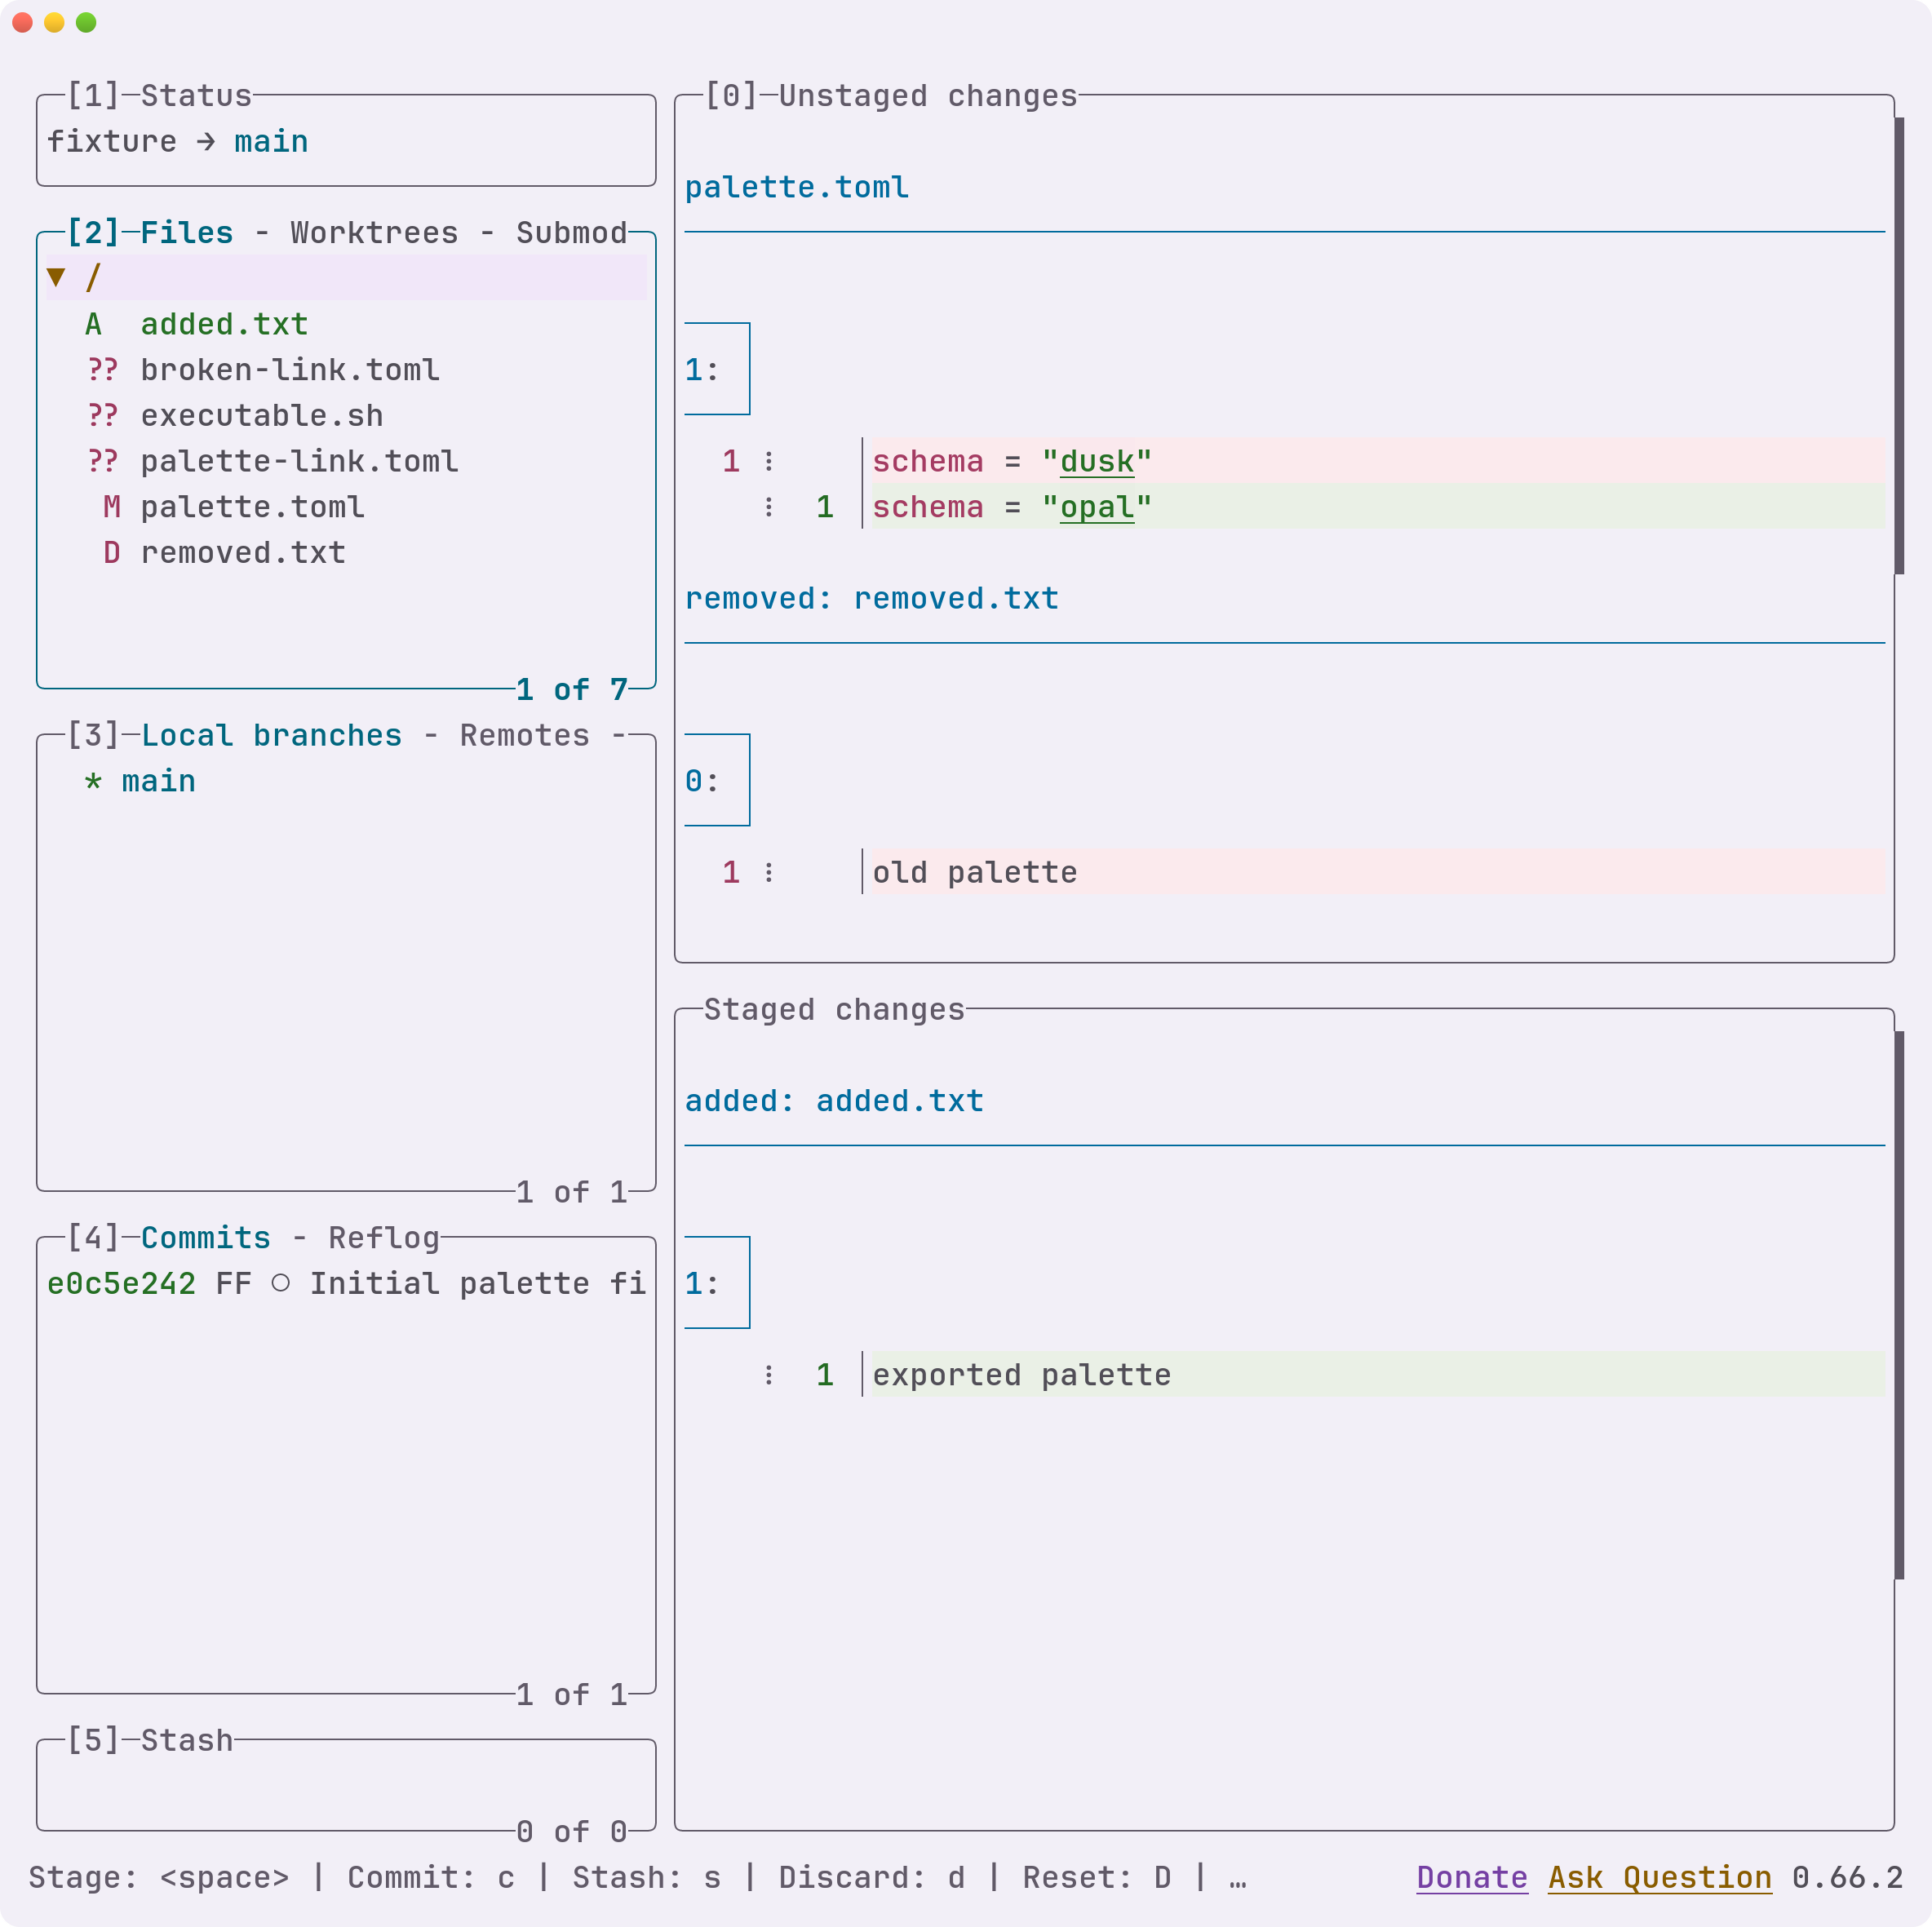 [1] Status
fixture → main
[2] Files - Worktrees - Submod
▼ /
A added.txt
?? broken-link.toml
?? executable.sh
?? palette-link.toml
M palette.toml
D removed.txt
1 of 7
[3] Local branches - Remotes -
* main
1 of 1
[4] Commits - Reflog
e0c5e242 FF ○ Initial palette fi
1 of 1
[5] Stash
0 of 0
[0] Unstaged changes
palette.toml
1:
1 ⋮ │schema = "dusk"
⋮ 1 │schema = "opal"
removed: removed.txt
0:
1 ⋮ │old palette
Staged changes
added: added.txt
1:
⋮ 1 │exported palette
Stage: <space> | Commit: c | Stash: s | Discard: d | Reset: D | … Donate Ask Question 0.66.2